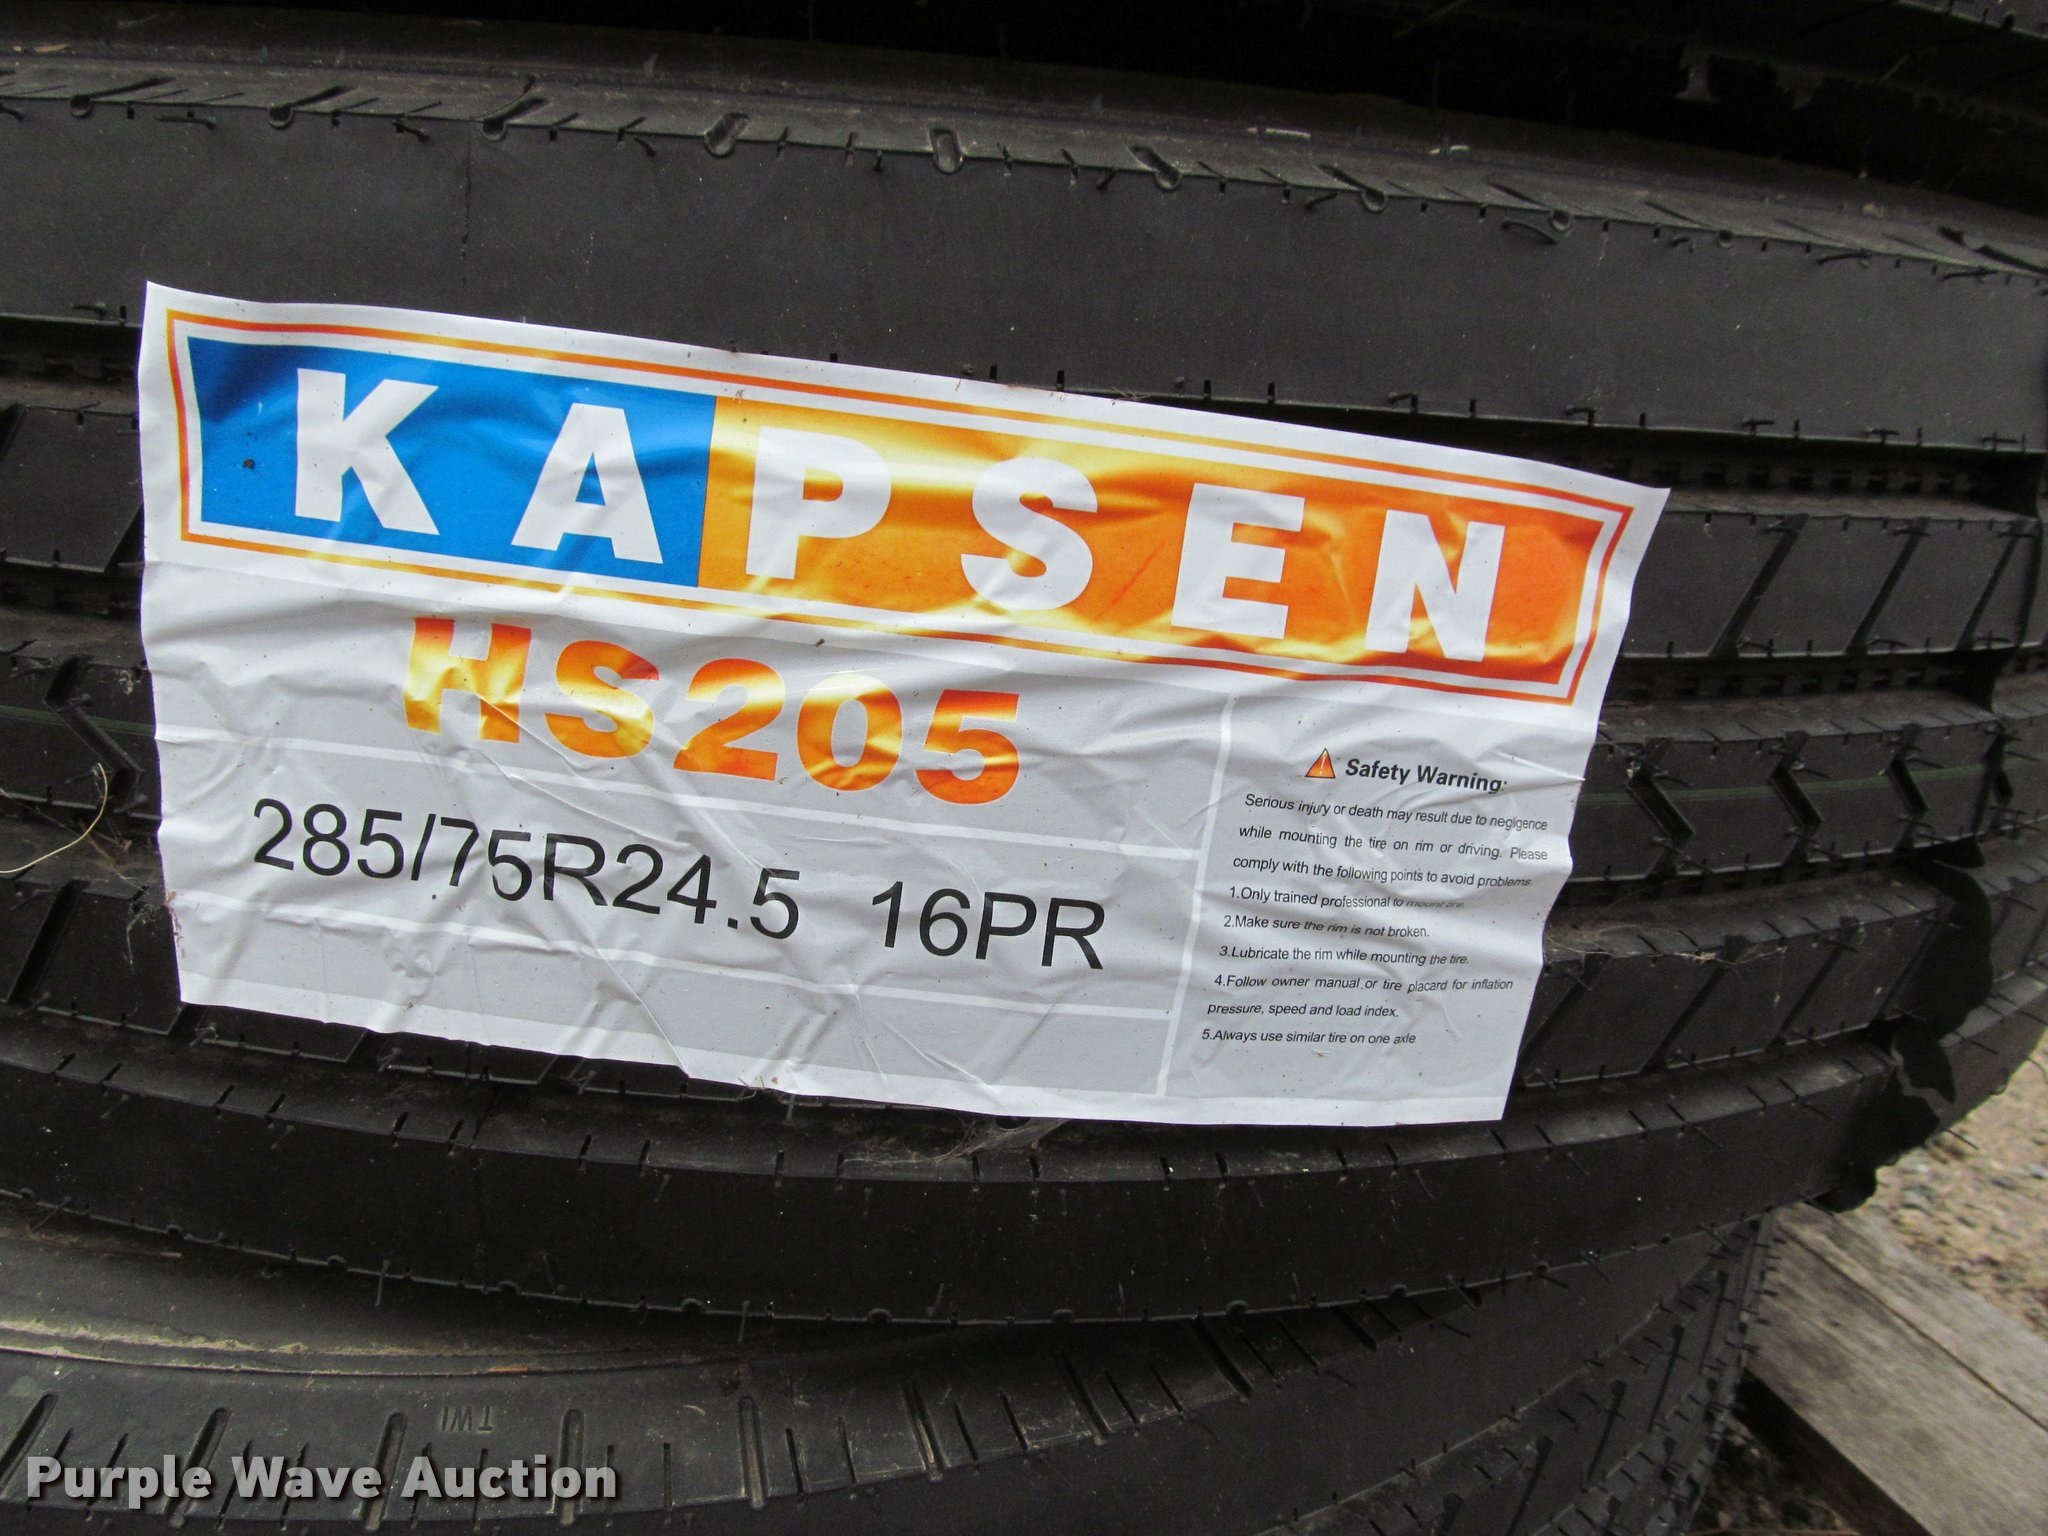 KAPSEN
HS205
285/75R24.5 16PR
Safety Warning:
Serious injury or death may result due to negligence
while mounting the tire on rim or driving. Please
comply with the following points to avoid problems.
1.Only trained professional to mount tire.
2.Make sure the rim is not broken.
3.Lubricate the rim while mounting the tire.
4.Follow owner manual or tire placard for inflation
pressure, speed and load index.
5.Always use similar tire on one axle
TWI
Purple Wave Auction